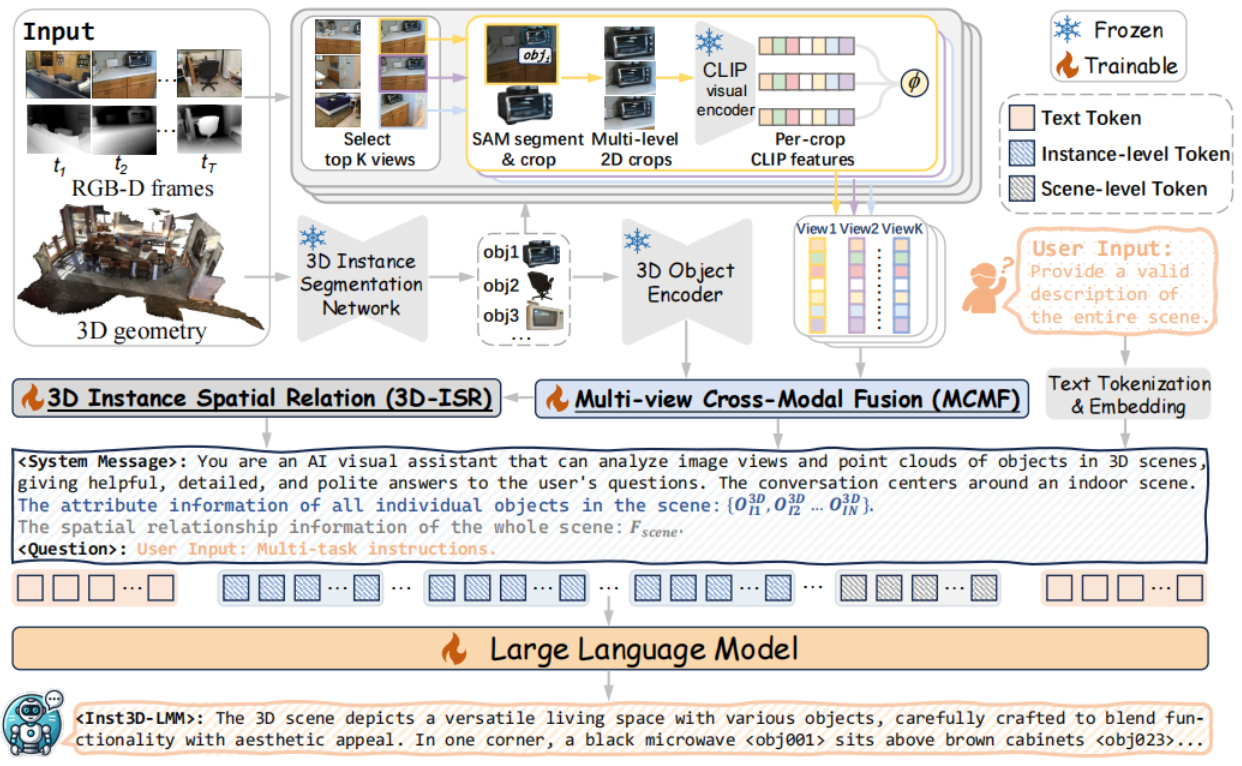 Input
t1
t2
tT
RGB-D frames
3D geometry
Select
top K views
obji
SAM segment
& crop
Multi-level
2D crops
CLIP
visual
encoder
Per-crop
CLIP features
ϕ
Frozen
Trainable
Text Token
Instance-level Token
Scene-level Token
3D Instance
Segmentation
Network
obj1
obj2
obj3
...
3D Object
Encoder
View1 View2 ViewK
User Input:
Provide a valid
description of
the entire scene.
3D Instance Spatial Relation (3D-ISR)
Multi-view Cross-Modal Fusion (MCMF)
Text Tokenization
& Embedding
<System Message>: You are an AI visual assistant that can analyze image views and point clouds of objects in 3D scenes,
giving helpful, detailed, and polite answers to the user's questions. The conversation centers around an indoor scene.
The attribute information of all individual objects in the scene: {O_{I1}^{3D}, O_{I2}^{3D} ... O_{IN}^{3D}}.
The spatial relationship information of the whole scene: F_{scene}.
<Question>: User Input: Multi-task instructions.
Large Language Model
<Inst3D-LMM>: The 3D scene depicts a versatile living space with various objects, carefully crafted to blend fun-
ctionality with aesthetic appeal. In one corner, a black microwave <obj001> sits above brown cabinets <obj023>...